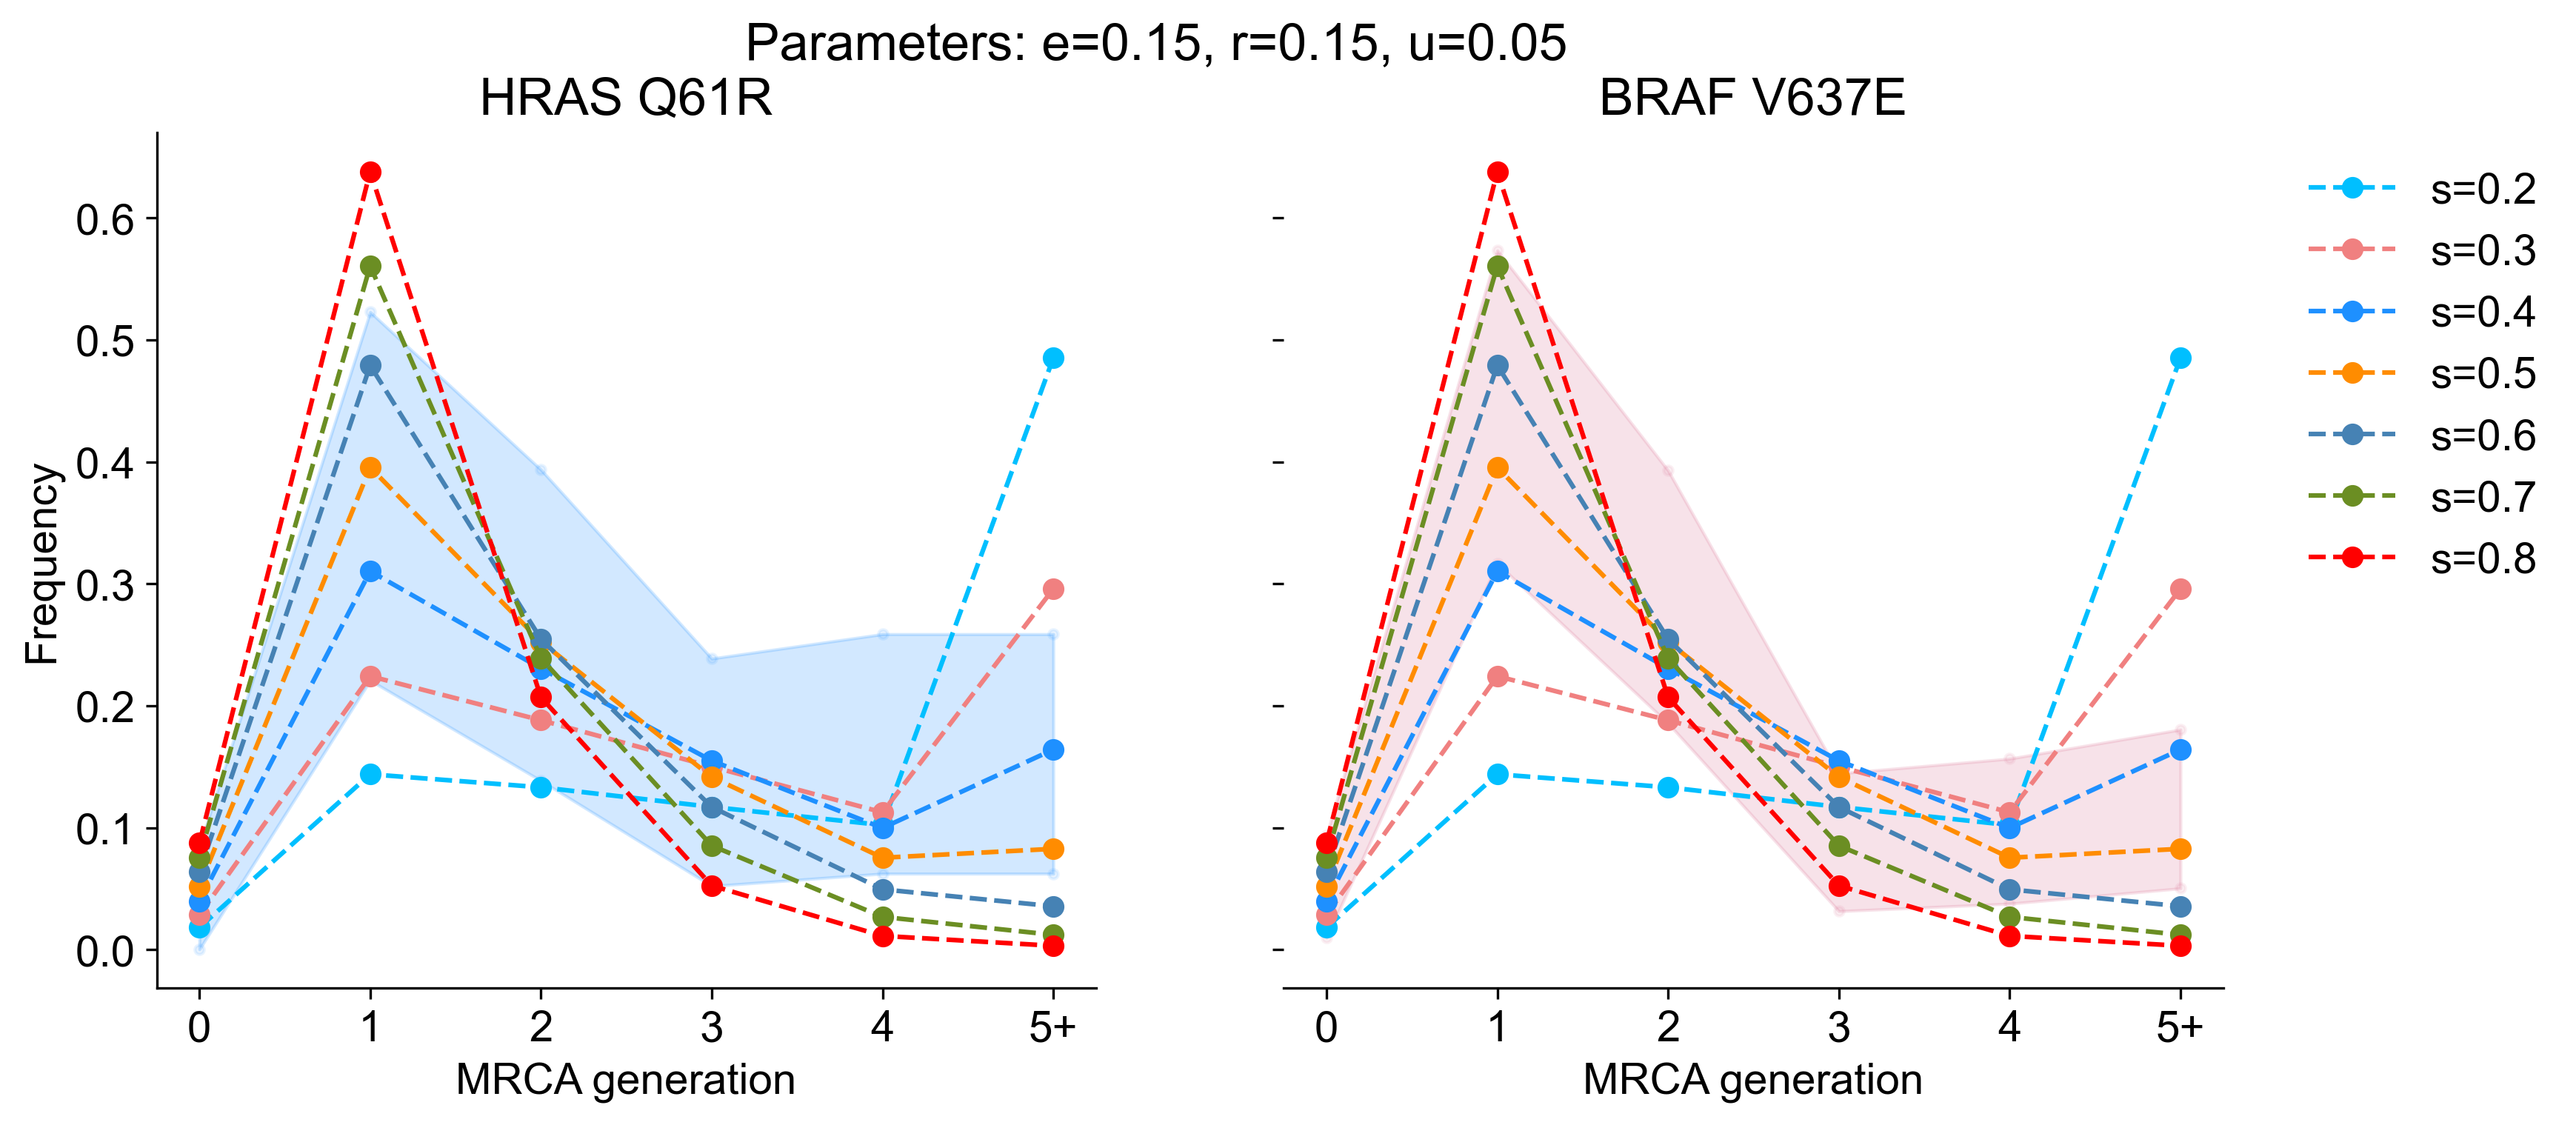 Parameters: e=0.15, r=0.15, u=0.05
HRAS Q61R
BRAF V637E
Frequency
0.6
0.5
0.4
0.3
0.2
0.1
0.0
0 1 2 3 4 5+
MRCA generation
0 1 2 3 4 5+
MRCA generation
s=0.2
s=0.3
s=0.4
s=0.5
s=0.6
s=0.7
s=0.8